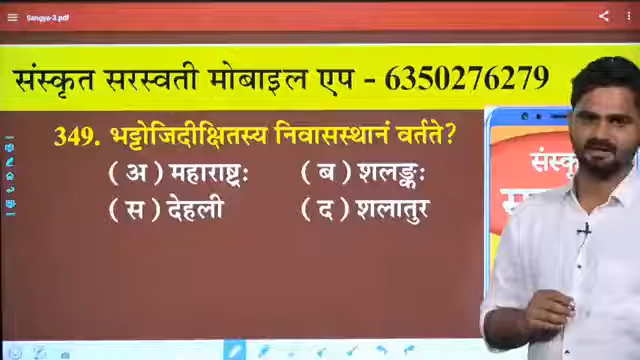 Sangya-3.pdf
संस्कृत सरस्वती मोबाइल एप - 6350276279
349. भट्टोजिदीक्षितस्य निवासस्थानं वर्तते?
( अ ) महाराष्ट्रः ( ब ) शलङ्कः
( स ) देहली ( द ) शलातुर